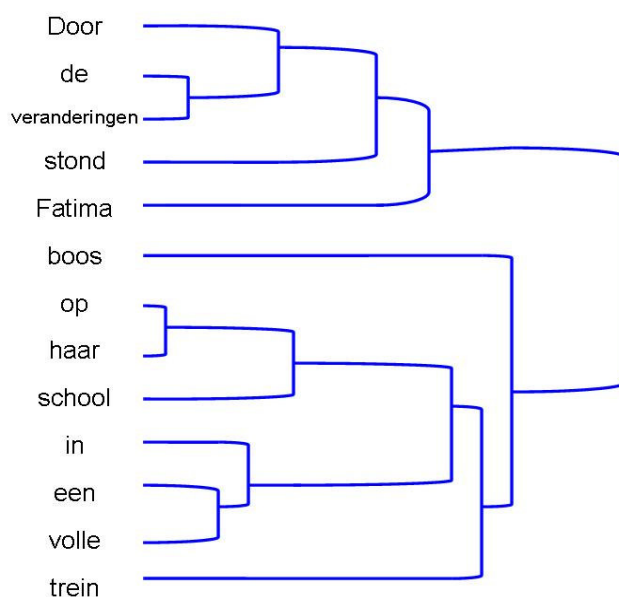 Door
de
veranderingen
stond
Fatima
boos
op
haar
school
in
een
volle
trein